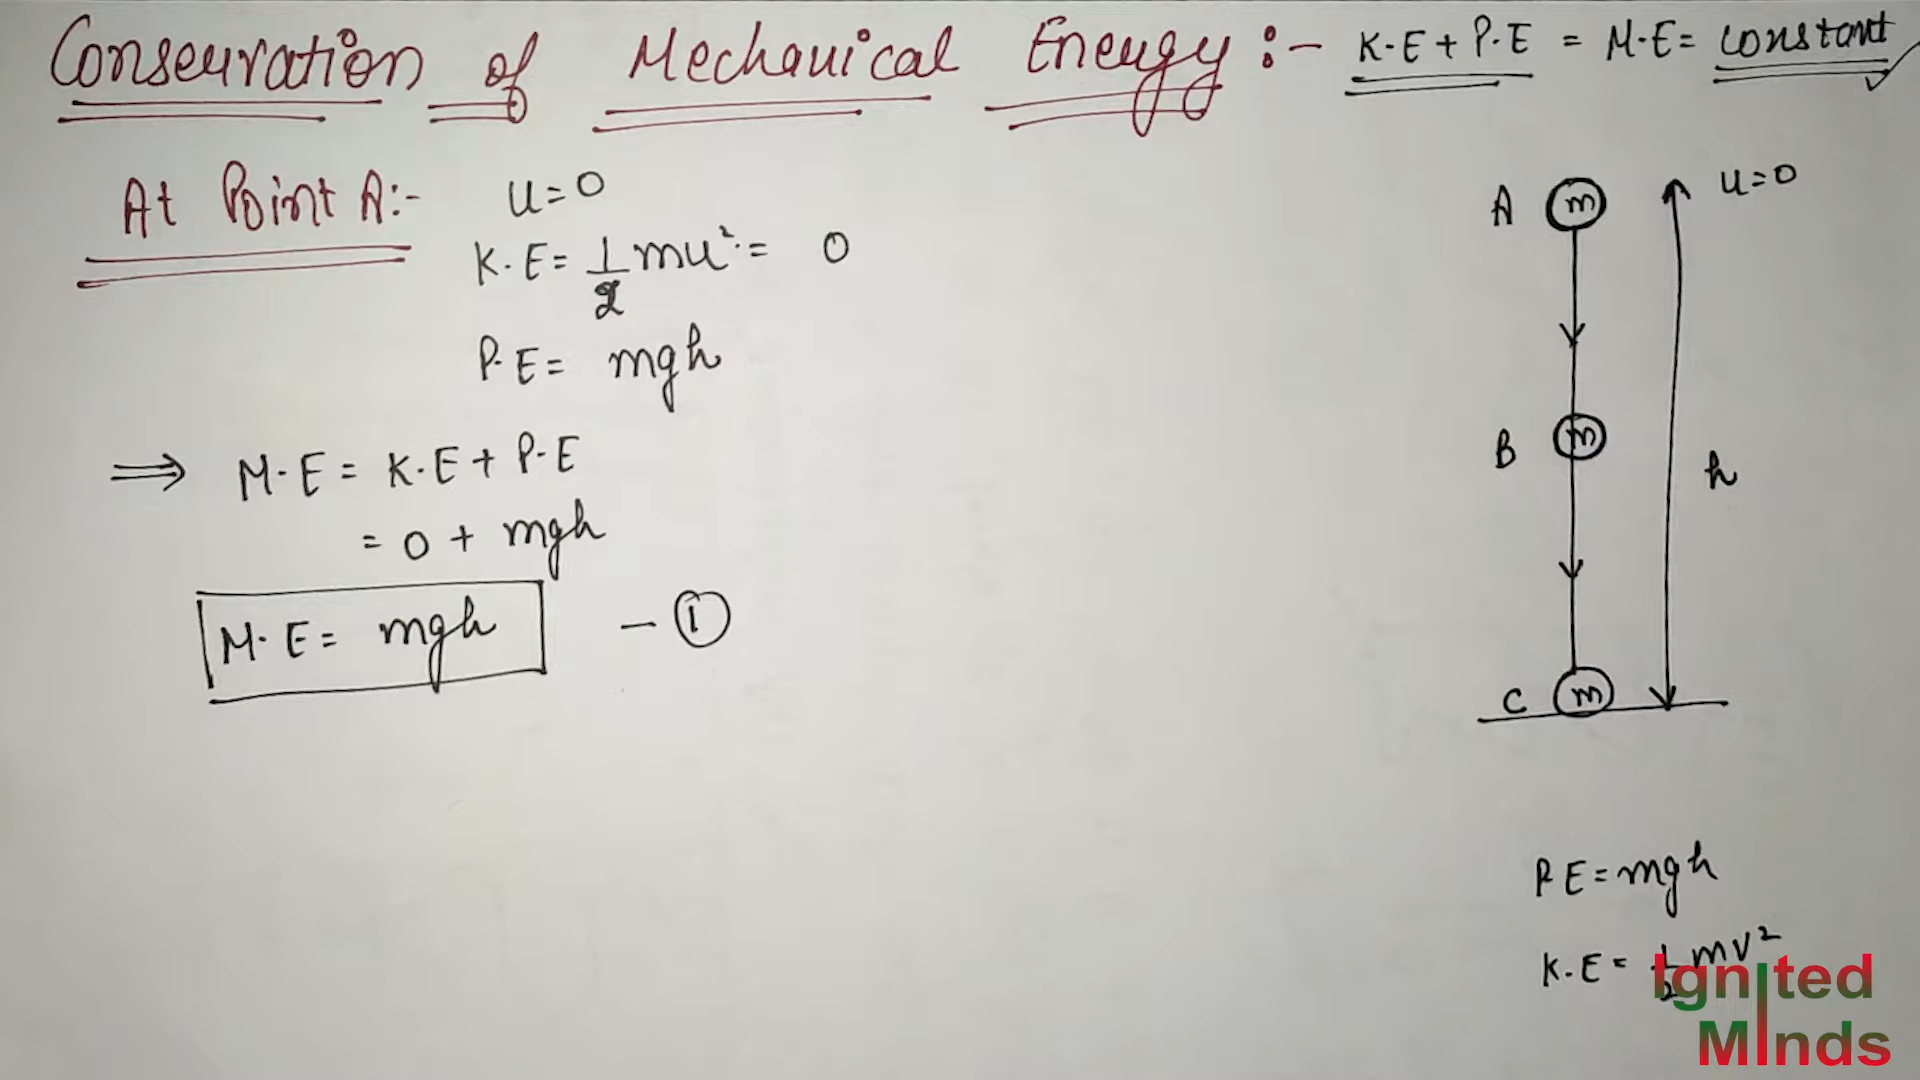 Conservation of Mechanical Energy :- K.E + P.E = M.E = constant
At Point A:- u=0
K.E = 1/2 mu² = 0
P.E = mgh
⇒ M.E = K.E + P.E
= 0 + mgh
M.E = mgh - ①
A m u=0
B m h
C m
P.E = mgh
K.E = 1/2 mv²
Ignited
Minds